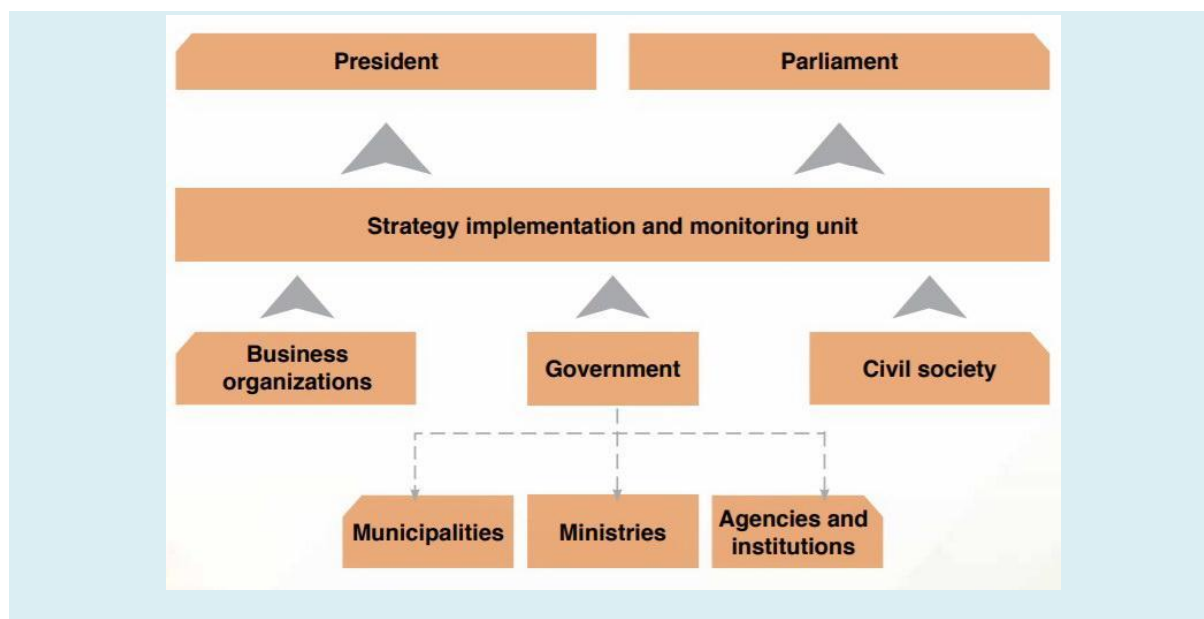 President
Parliament
Strategy implementation and monitoring unit
Business
organizations
Government
Civil society
Municipalities
Ministries
Agencies and
institutions